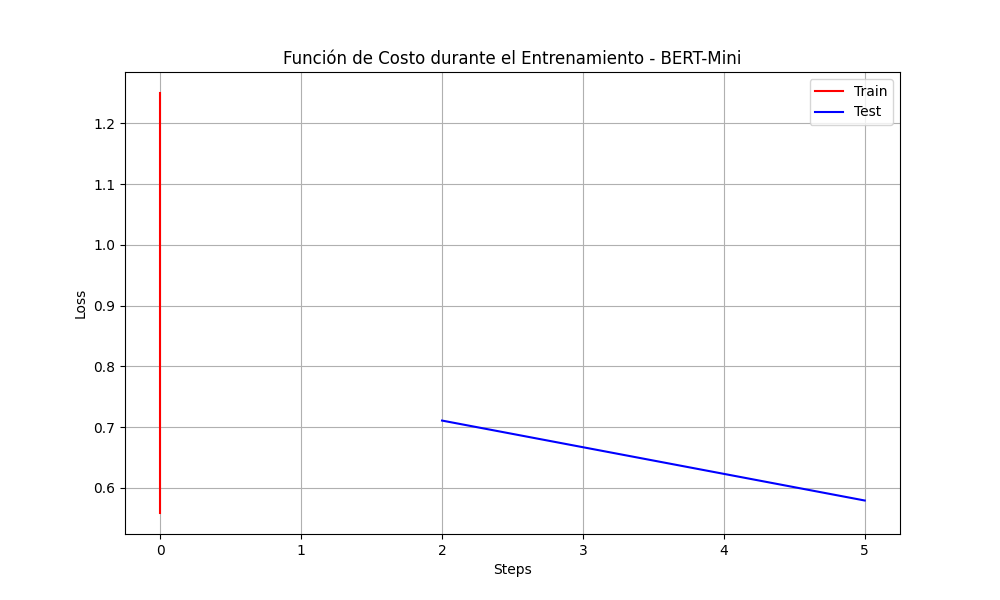 Función de Costo durante el Entrenamiento - BERT-Mini
Train
Test
Loss
1.2
1.1
1.0
0.9
0.8
0.7
0.6
0 1 2 3 4 5
Steps